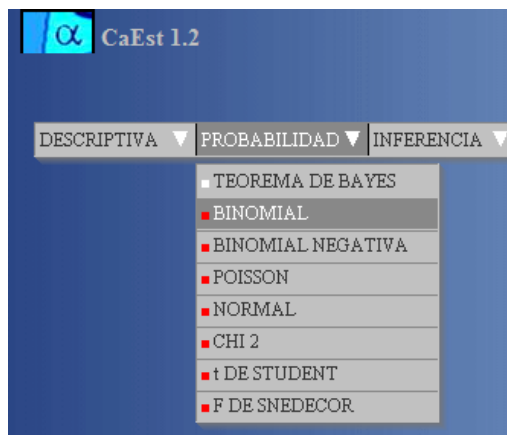 α CaEst 1.2
DESCRIPTIVA PROBABILIDAD INFERENCIA
TEOREMA DE BAYES
BINOMIAL
BINOMIAL NEGATIVA
POISSON
NORMAL
CHI 2
t DE STUDENT
F DE SNEDECOR